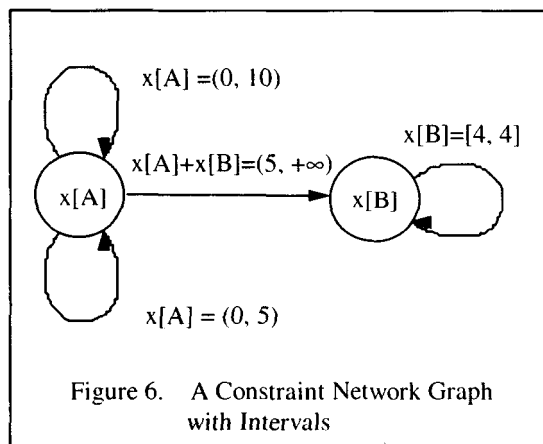 x[A] =(0, 10)
x[B]=[4, 4]
x[A]+x[B]=(5, +∞)
x[A]
x[B]
x[A] = (0, 5)
Figure 6. A Constraint Network Graph
with Intervals